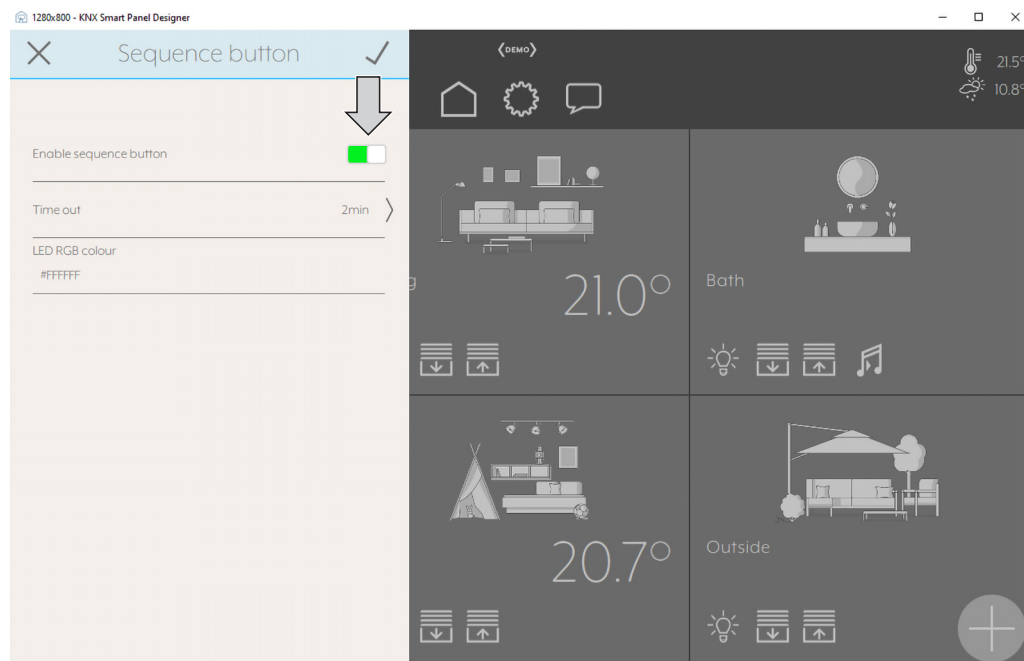 1280x800 - KNX Smart Panel Designer
Sequence button
Enable sequence button
Time out 2min
LED RGB colour
#FFFFFF
DEMO
21.5°
10.8°
g
21.0°
Bath
20.7°
Outside